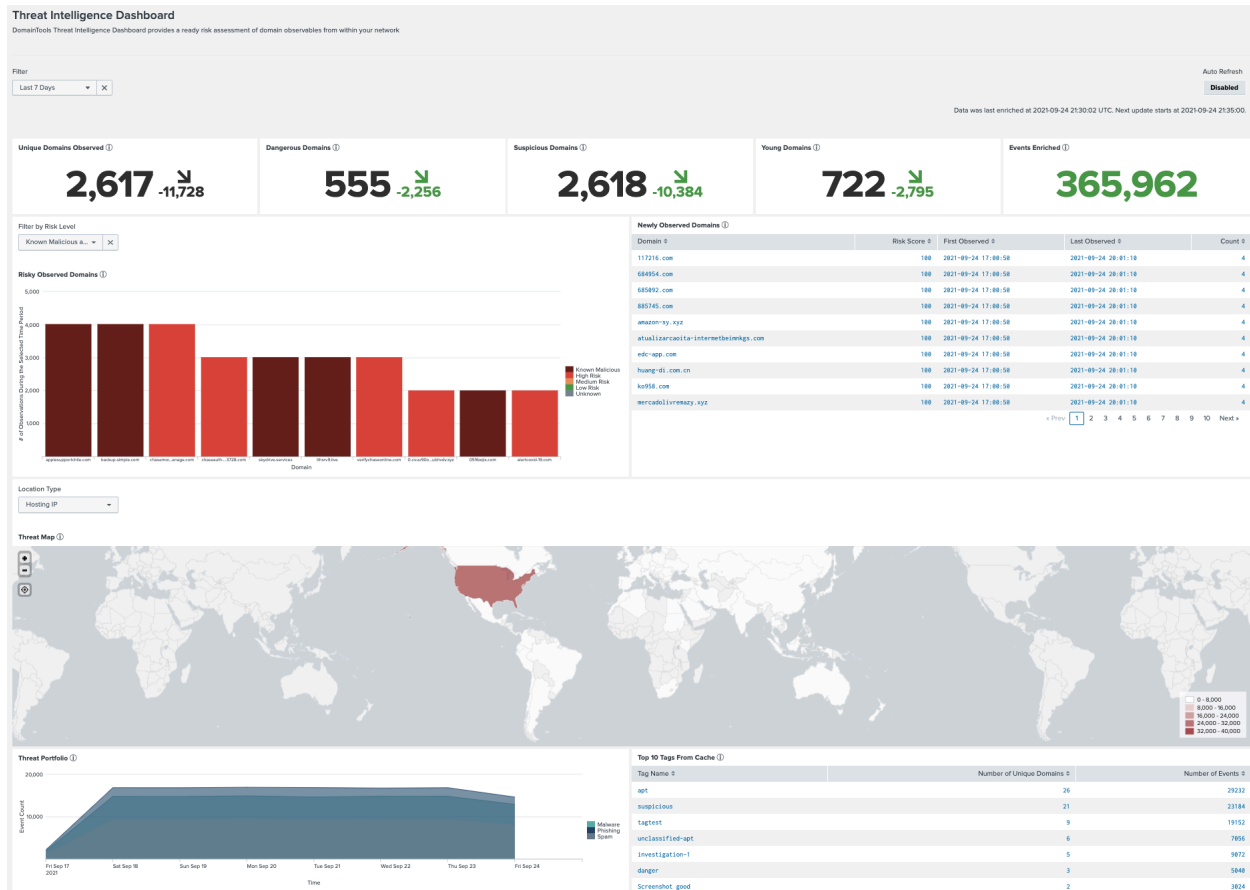 Threat Intelligence Dashboard
DomainTools Threat Intelligence Dashboard provides a ready risk assessment of domain observables from within your network
Filter
Last 7 Days
Auto Refresh
Disabled
Data was last enriched at 2021-09-24 21:30:02 UTC. Next update starts at 2021-09-24 21:35:00.
Unique Domains Observed
2,617 -11,728
Dangerous Domains
555 -2,256
Suspicious Domains
2,618 -10,384
Young Domains
722 -2,795
Events Enriched
365,962
Filter by Risk Level
Known Malicious a...
Risky Observed Domains
# of Observations During the Selected Time Period
5,000
4,000
3,000
2,000
1,000
Domain
Known Malicious
High Risk
Medium Risk
Low Risk
Unknown
Newly Observed Domains
Domain Risk Score First Observed Last Observed Count
117216.com 100 2021-09-24 17:00:50 2021-09-24 20:01:10 4
684954.com 100 2021-09-24 17:00:50 2021-09-24 20:01:10 4
685092.com 100 2021-09-24 17:00:50 2021-09-24 20:01:10 4
885745.com 100 2021-09-24 17:00:50 2021-09-24 20:01:10 4
amazon-sy.xyz 100 2021-09-24 17:00:50 2021-09-24 20:01:10 4
atualizarcaoita-intermetbeimnkgs.com 100 2021-09-24 17:00:50 2021-09-24 20:01:10 4
edc-app.com 100 2021-09-24 17:00:50 2021-09-24 20:01:10 4
huang-di.com.cn 100 2021-09-24 17:00:50 2021-09-24 20:01:10 4
ko958.com 100 2021-09-24 17:00:50 2021-09-24 20:01:10 4
mercadolivremazy.xyz 100 2021-09-24 17:00:50 2021-09-24 20:01:10 4
« Prev 1 2 3 4 5 6 7 8 9 10 Next »
Location Type
Hosting IP
Threat Map
0 - 8,000
8,000 - 16,000
16,000 - 24,000
24,000 - 32,000
32,000 - 40,000
Threat Portfolio
Event Count
20,000
10,000
Fri Sep 17 Sat Sep 18 Sun Sep 19 Mon Sep 20 Tue Sep 21 Wed Sep 22 Thu Sep 23 Fri Sep 24
2021
Time
Malware
Phishing
Spam
Top 10 Tags From Cache
Tag Name Number of Unique Domains Number of Events
apt 26 29232
suspicious 21 23184
tagtest 9 19152
unclassified-apt 6 7056
investigation-1 5 9072
danger 3 5040
Screenshot good 2 3024